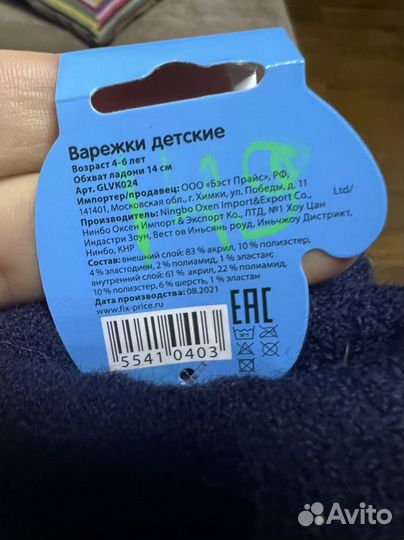 Варежки детские
Возраст 4-6 лет
Обхват ладони 14 см
Арт. GLVK024
Импортер/продавец: ООО «Бэст Прайс», РФ,
141401, Московская обл., г. Химки, ул. Победы, д. 11
Производитель: Ningbo Oxen Import&Export Co., Ltd/
Нинбо Оксен Импорт & Экспорт Ко., ЛТД, №1 Хоу Цан
Индастри Зоун, Вест ов Иньсянь роуд, Иньчжоу Дистрикт,
Нинбо, КНР
Состав: внешний слой: 83 % акрил, 10 % полиэстер,
4 % эластодиен, 2 % полиамид, 1 % эластан;
внутренний слой: 61 % акрил, 22 % полиамид,
10 % полиэстер, 6 % шерсть, 1 % эластан
Дата производства: 08.2021
www.fix-price.ru
EAC
5541 0403
Avito